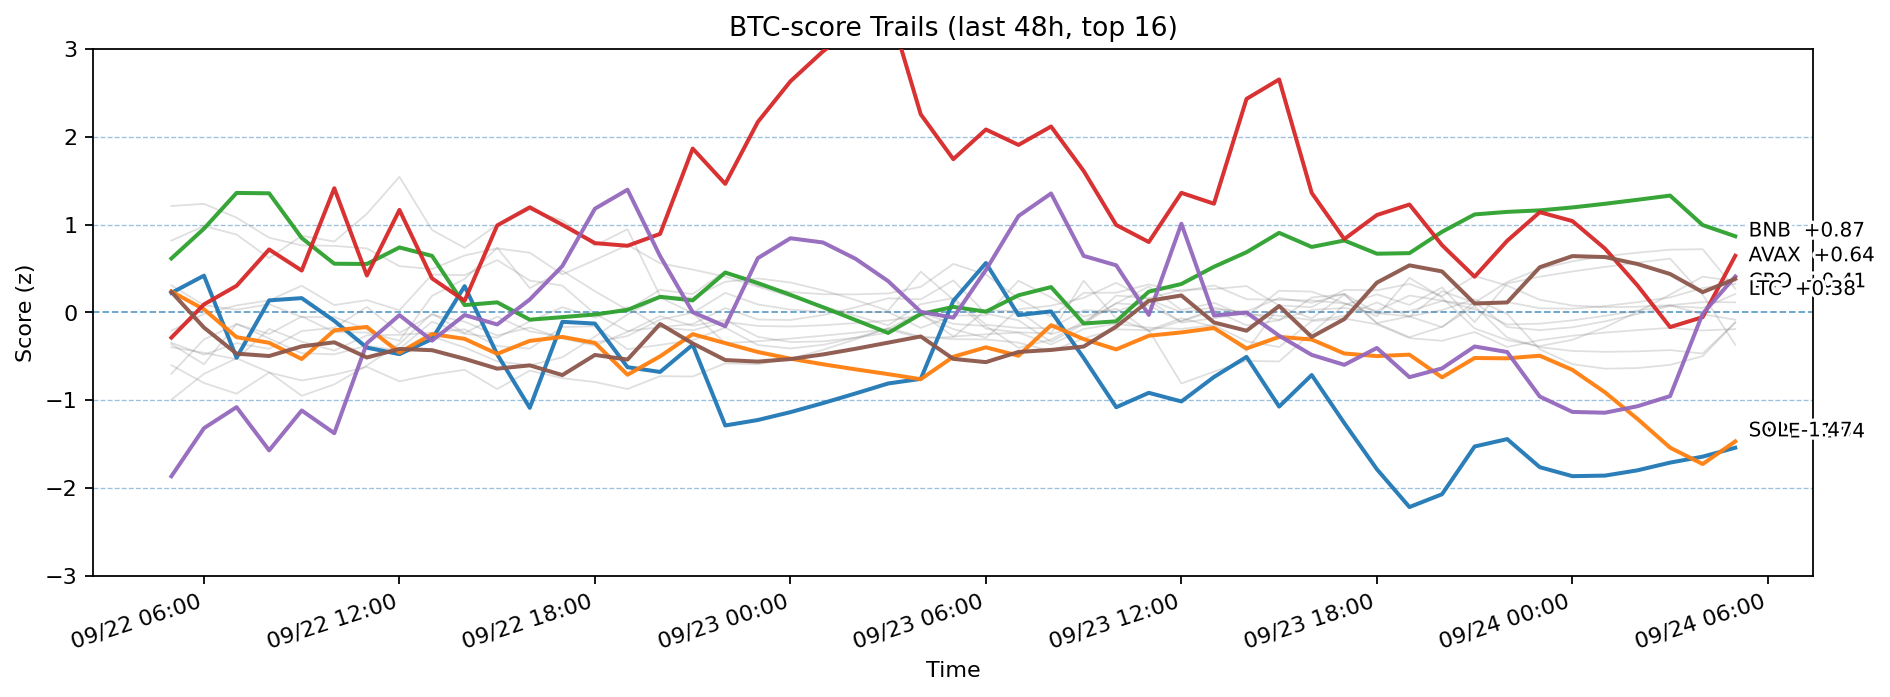 BTC-score Trails (last 48h, top 16)
Score (z)
3
2
1
0
−1
−2
−3
BNB +0.87
AVAX +0.64
LTC +0.38
09/22 06:00
09/22 12:00
09/22 18:00
09/23 00:00
09/23 06:00
09/23 12:00
09/23 18:00
09/24 00:00
09/24 06:00
Time